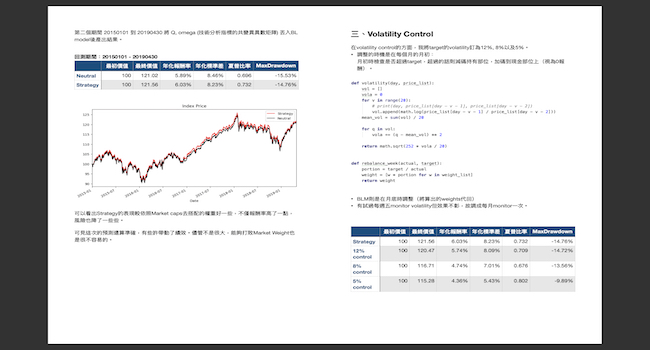 第二個期間 20150101 到 20190430 將 Q, omega (技術分析指標的共變異異數矩陣) 丟入BL
model後產出結果。
回測期間：20150101 - 20190430
最初價值 最終價值 年化報酬率 年化標準差 夏普比率 MaxDrawdown
Neutral 100 121.02 5.89% 8.46% 0.696 -15.53%
Strategy 100 121.56 6.03% 8.23% 0.732 -14.76%
Index Price
Strategy
Neutral
125
120
115
110
105
100
95
90
2015-01
2015-07
2016-01
2016-07
2017-01
2017-07
2018-01
2018-07
2019-01
Date
可以看出Strategy的表現較依照Market caps去搭配的權重好一些，不僅報酬率高了一點，
風險也降了一些些。
可見這次的預測還算準確，有些許帶動了績效，儘管不是很大，能夠打敗Market Weight也
是很不容易的。
三、Volatility Control
在volatility control的方面，我將target的volatility訂為12%, 8%以及5%。
• 調整的時機是在每個月的月初。
月初時檢查是否超過target，超過的話則減碼持有部位，加碼到現金部位上（視為0報
酬）。
def volatility(day, price_list):
vol = []
vola = 0
for v in range(20):
# print(day, price_list[day - v - 1], price_list[day - v - 2])
vol.append(math.log(price_list[day - v - 1] / price_list[day - v - 2]))
mean_vol = sum(vol) / 20
for q in vol:
vola += (q - mean_vol) ** 2
return math.sqrt(252 * vola / 20)
def rebalance_week(actual, target):
portion = target / actual
weight = [w * portion for w in weight_list]
return weight
• BLM則是在月底時調整（將算出的weights代回）
• 有試過每週五monitor volatility但效果不彰，故調成每月monitor一次。
最初價值 最終價值 年化報酬率 年化標準差 夏普比率 MaxDrawdown
Strategy 100 121.56 6.03% 8.23% 0.732 -14.76%
12% control 100 120.47 5.74% 8.09% 0.709 -14.72%
8% control 100 116.71 4.74% 7.01% 0.676 -13.56%
5% control 100 115.28 4.36% 5.43% 0.802 -9.89%